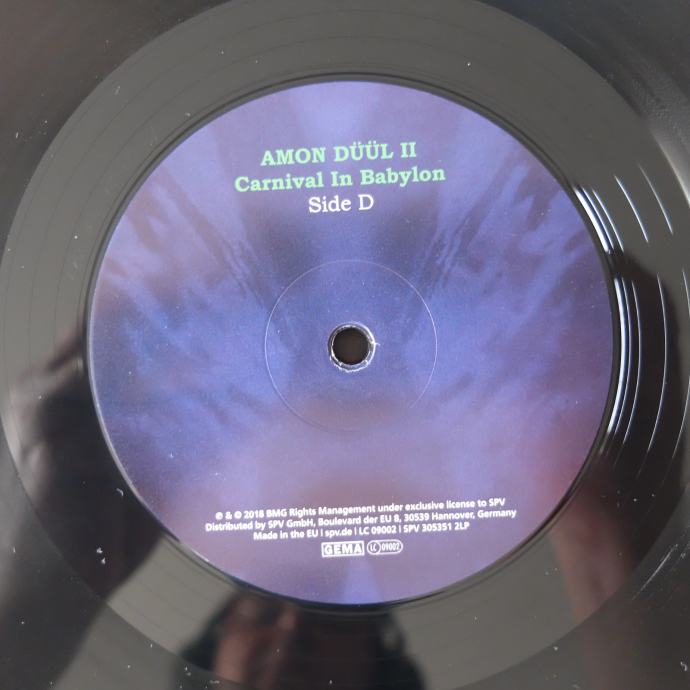 AMON DÜÜL II
Carnival In Babylon
Side D
℗ & © 2018 BMG Rights Management under exclusive license to SPV
Distributed by SPV GmbH, Boulevard der EU 8, 30539 Hannover, Germany
Made in the EU | spv.de | LC 09002 | SPV 305351 2LP
GEMA LC 09002